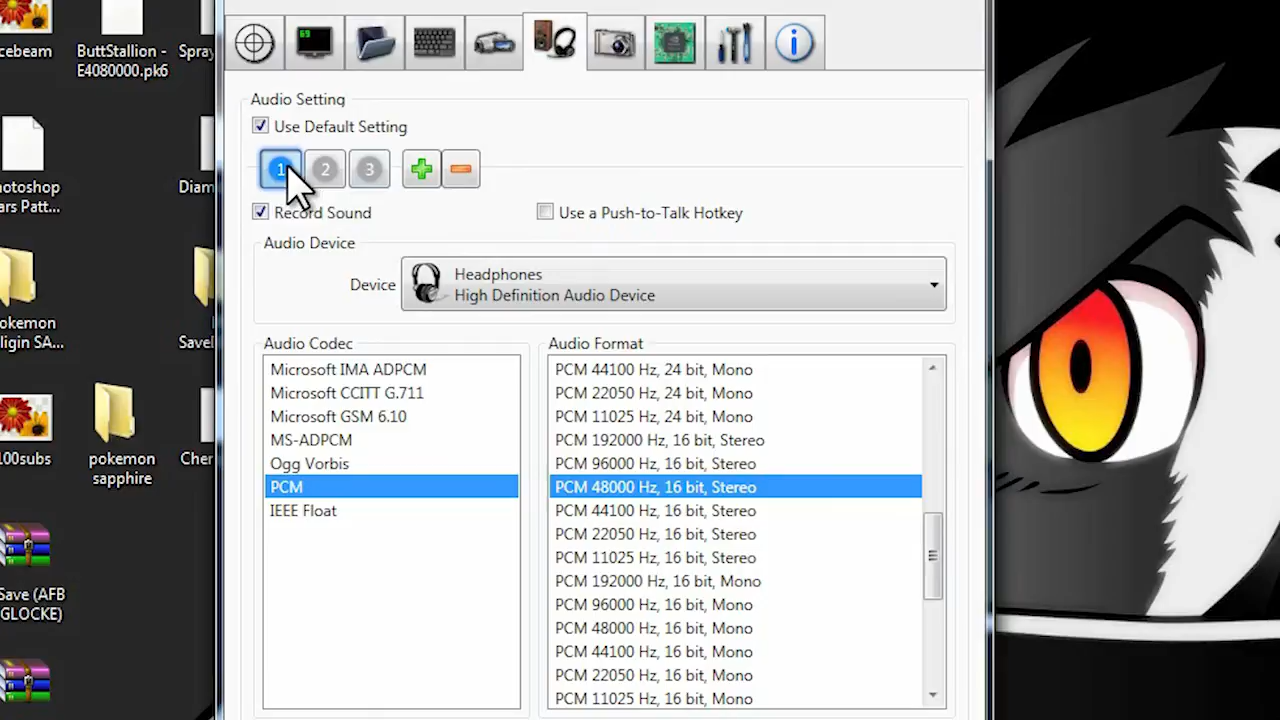 cebeam
ButtStallion -
E4080000.pk6
Spray
69
Audio Setting
Use Default Setting
1 2 3
Record Sound
Use a Push-to-Talk Hotkey
Audio Device
Device
Headphones
High Definition Audio Device
Audio Codec
Microsoft IMA ADPCM
Microsoft CCITT G.711
Microsoft GSM 6.10
MS-ADPCM
Ogg Vorbis
PCM
IEEE Float
Audio Format
PCM 44100 Hz, 24 bit, Mono
PCM 22050 Hz, 24 bit, Mono
PCM 11025 Hz, 24 bit, Mono
PCM 192000 Hz, 16 bit, Stereo
PCM 96000 Hz, 16 bit, Stereo
PCM 48000 Hz, 16 bit, Stereo
PCM 44100 Hz, 16 bit, Stereo
PCM 22050 Hz, 16 bit, Stereo
PCM 11025 Hz, 16 bit, Stereo
PCM 192000 Hz, 16 bit, Mono
PCM 96000 Hz, 16 bit, Mono
PCM 48000 Hz, 16 bit, Mono
PCM 44100 Hz, 16 bit, Mono
PCM 22050 Hz, 16 bit, Mono
PCM 11025 Hz, 16 bit, Mono
otoshop
ars Patt...
Diam
okemon
ligin SA...
Savel
100subs
pokemon
sapphire
Cher
Save (AFB
GLOCKE)